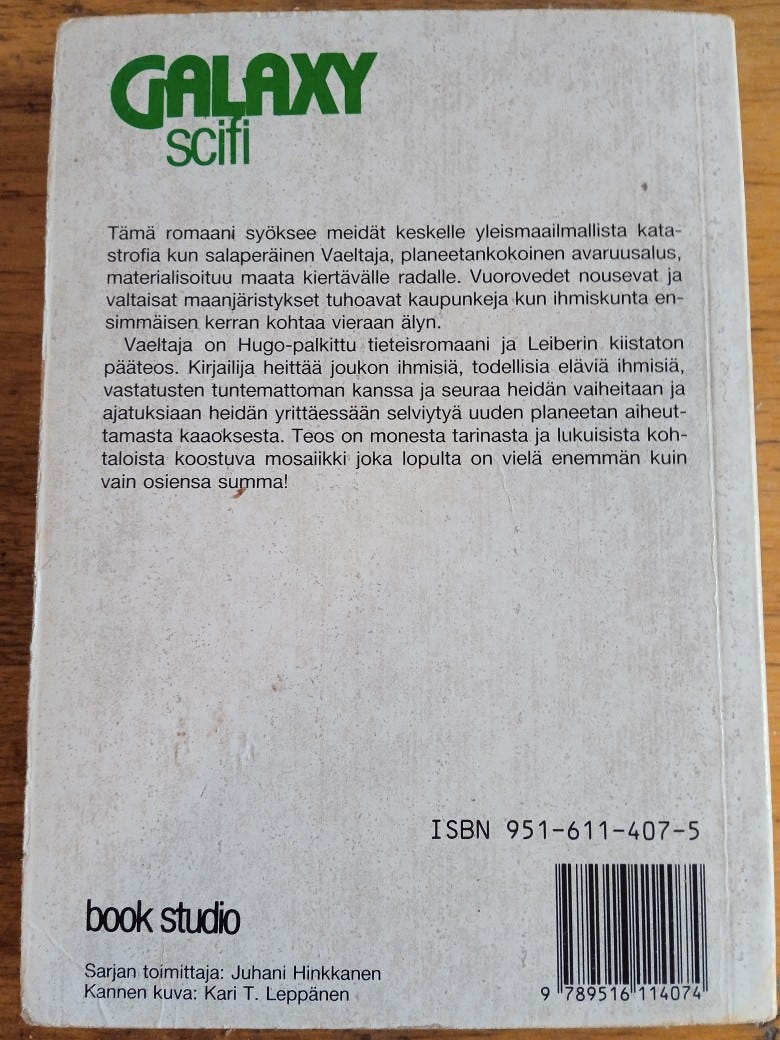 GALAXY
scifi
Tämä romaani syöksee meidät keskelle yleismaailmallista kata-
strofia kun salaperäinen Vaeltaja, planeetankokoinen avaruusalus,
materialisoituu maata kiertävälle radalle. Vuorovedet nousevat ja
valtaisat maanjäristykset tuhoavat kaupunkeja kun ihmiskunta en-
simmäisen kerran kohtaa vieraan älyn.
Vaeltaja on Hugo-palkittu tieteisromaani ja Leiberin kiistaton
pääteos. Kirjailija heittää joukon ihmisiä, todellisia eläviä ihmisiä,
vastatusten tuntemattoman kanssa ja seuraa heidän vaiheitaan ja
ajatuksiaan heidän yrittäessään selviytyä uuden planeetan aiheut-
tamasta kaaoksesta. Teos on monesta tarinasta ja lukuisista koh-
taloista koostuva mosaiikki joka lopulta on vielä enemmän kuin
vain osiensa summa!
ISBN 951-611-407-5
book studio
Sarjan toimittaja: Juhani Hinkkanen
Kannen kuva: Kari T. Leppänen
9 789516 114074